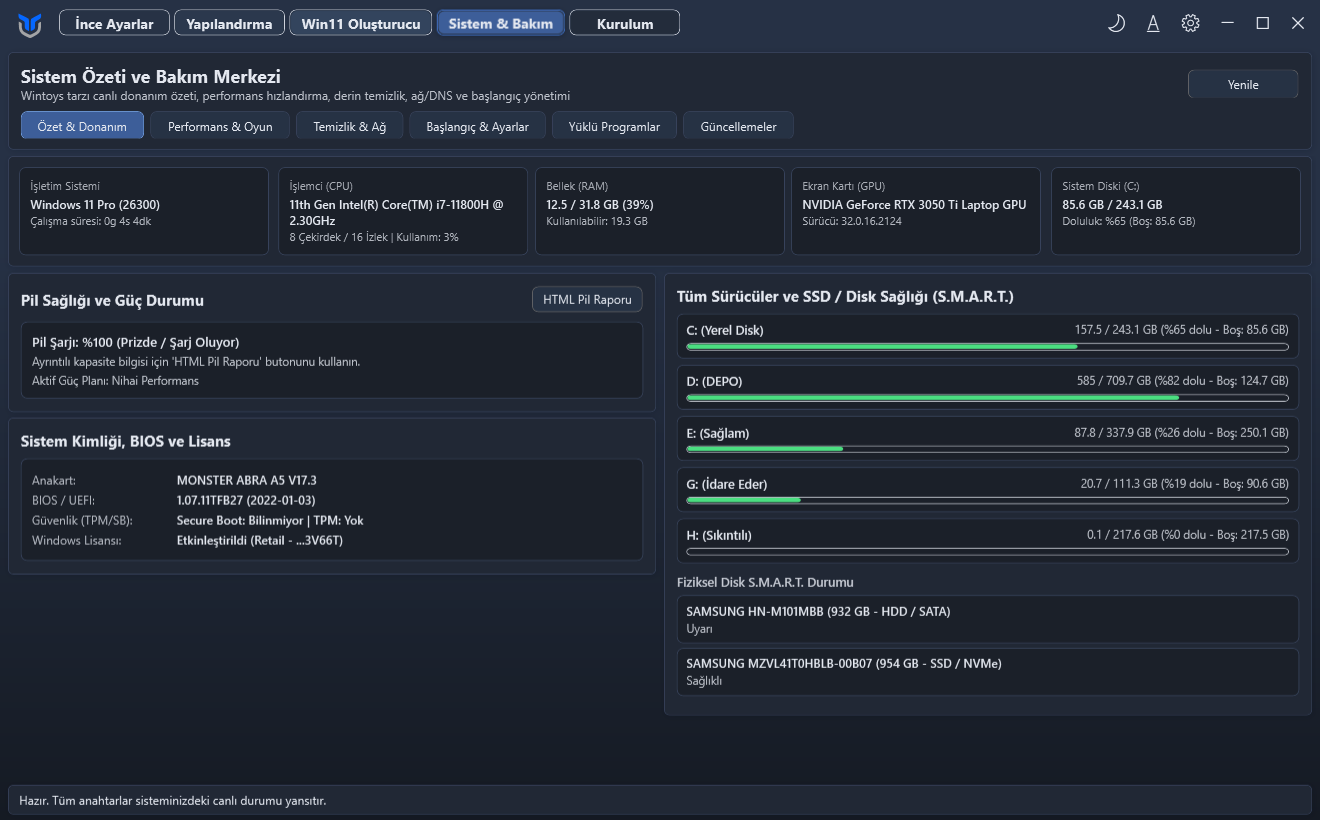 İnce Ayarlar
Yapılandırma
Win11 Oluşturucu
Sistem & Bakım
Kurulum
Sistem Özeti ve Bakım Merkezi
Wintoys tarzı canlı donanım özeti, performans hızlandırma, derin temizlik, ağ/DNS ve başlangıç yönetimi
Yenile
Özet & Donanım
Performans & Oyun
Temizlik & Ağ
Başlangıç & Ayarlar
Yüklü Programlar
Güncellemeler
İşletim Sistemi
Windows 11 Pro (26300)
Çalışma süresi: 0g 4s 4dk
İşlemci (CPU)
11th Gen Intel(R) Core(TM) i7-11800H @
2.30GHz
8 Çekirdek / 16 İzlek | Kullanım: 3%
Bellek (RAM)
12.5 / 31.8 GB (39%)
Kullanılabilir: 19.3 GB
Ekran Kartı (GPU)
NVIDIA GeForce RTX 3050 Ti Laptop GPU
Sürücü: 32.0.16.2124
Sistem Diski (C:)
85.6 GB / 243.1 GB
Doluluk: %65 (Boş: 85.6 GB)
Pil Sağlığı ve Güç Durumu
HTML Pil Raporu
Pil Şarjı: %100 (Prizde / Şarj Oluyor)
Ayrıntılı kapasite bilgisi için 'HTML Pil Raporu' butonunu kullanın.
Aktif Güç Planı: Nihai Performans
Sistem Kimliği, BIOS ve Lisans
Anakart: MONSTER ABRA A5 V17.3
BIOS / UEFI: 1.07.11TFB27 (2022-01-03)
Güvenlik (TPM/SB): Secure Boot: Bilinmiyor | TPM: Yok
Windows Lisansı: Etkinleştirildi (Retail - ...3V66T)
Tüm Sürücüler ve SSD / Disk Sağlığı (S.M.A.R.T.)
C: (Yerel Disk) 157.5 / 243.1 GB (%65 dolu - Boş: 85.6 GB)
D: (DEPO) 585 / 709.7 GB (%82 dolu - Boş: 124.7 GB)
E: (Sağlam) 87.8 / 337.9 GB (%26 dolu - Boş: 250.1 GB)
G: (İdare Eder) 20.7 / 111.3 GB (%19 dolu - Boş: 90.6 GB)
H: (Sıkıntılı) 0.1 / 217.6 GB (%0 dolu - Boş: 217.5 GB)
Fiziksel Disk S.M.A.R.T. Durumu
SAMSUNG HN-M101MBB (932 GB - HDD / SATA)
Uyarı
SAMSUNG MZVL41T0HBLB-00B07 (954 GB - SSD / NVMe)
Sağlıklı
Hazır. Tüm anahtarlar sisteminizdeki canlı durumu yansıtır.